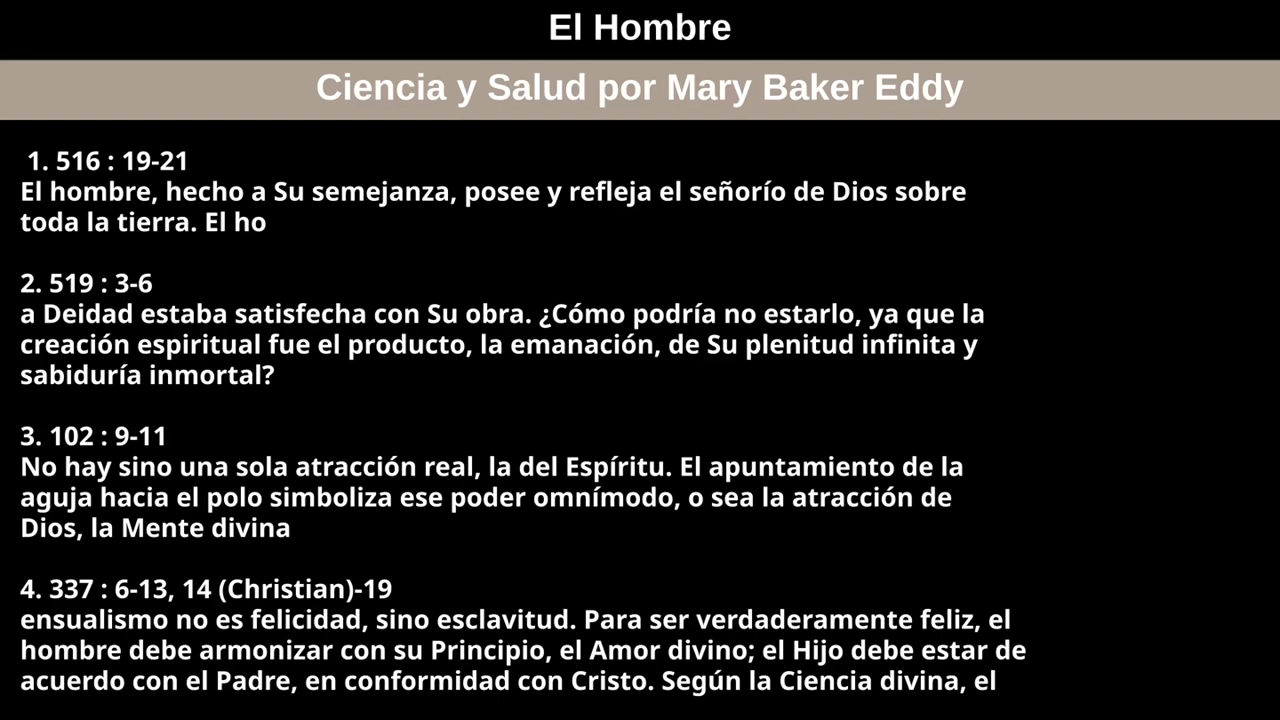 El Hombre
Ciencia y Salud por Mary Baker Eddy
1. 516 : 19-21
El hombre, hecho a Su semejanza, posee y refleja el señorío de Dios sobre
toda la tierra. El ho
2. 519 : 3-6
a Deidad estaba satisfecha con Su obra. ¿Cómo podría no estarlo, ya que la
creación espiritual fue el producto, la emanación, de Su plenitud infinita y
sabiduría inmortal?
3. 102 : 9-11
No hay sino una sola atracción real, la del Espíritu. El apuntamiento de la
aguja hacia el polo simboliza ese poder omnímodo, o sea la atracción de
Dios, la Mente divina
4. 337 : 6-13, 14 (Christian)-19
ensualismo no es felicidad, sino esclavitud. Para ser verdaderamente feliz, el
hombre debe armonizar con su Principio, el Amor divino; el Hijo debe estar de
acuerdo con el Padre, en conformidad con Cristo. Según la Ciencia divina, el